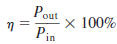 η = P_out / P_in × 100%